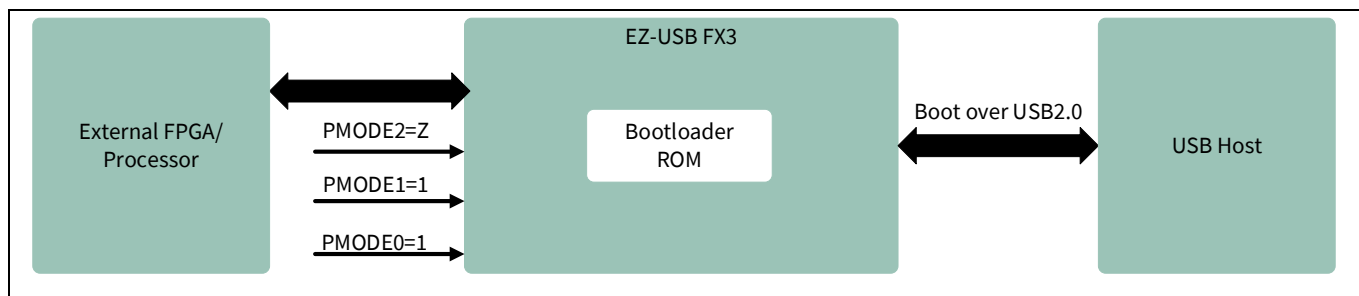 EZ-USB FX3
External FPGA/
Processor
PMODE2=Z
PMODE1=1
PMODE0=1
Bootloader
ROM
Boot over USB2.0
USB Host